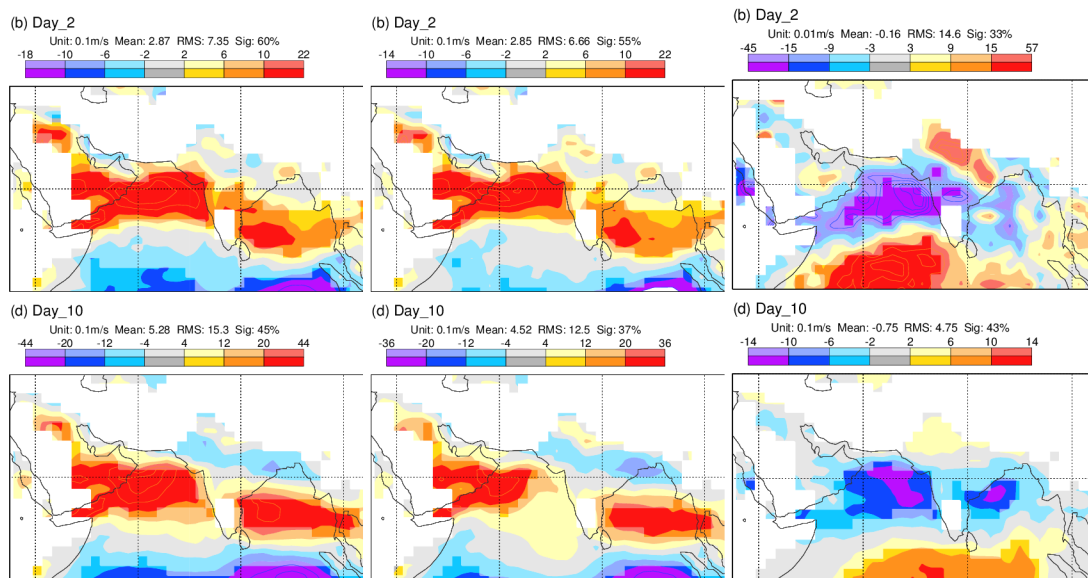 (b) Day_2
Unit: 0.1m/s Mean: 2.87 RMS: 7.35 Sig: 60%
-18 -10 -6 -2 2 6 10 22
(b) Day_2
Unit: 0.1m/s Mean: 2.85 RMS: 6.66 Sig: 55%
-14 -10 -6 -2 2 6 10 22
(b) Day_2
Unit: 0.01m/s Mean: -0.16 RMS: 14.6 Sig: 33%
-45 -15 -9 -3 3 9 15 57
(d) Day_10
Unit: 0.1m/s Mean: 5.28 RMS: 15.3 Sig: 45%
-44 -20 -12 -4 4 12 20 44
(d) Day_10
Unit: 0.1m/s Mean: 4.52 RMS: 12.5 Sig: 37%
-36 -20 -12 -4 4 12 20 36
(d) Day_10
Unit: 0.1m/s Mean: -0.75 RMS: 4.75 Sig: 43%
-14 -10 -6 -2 2 6 10 14